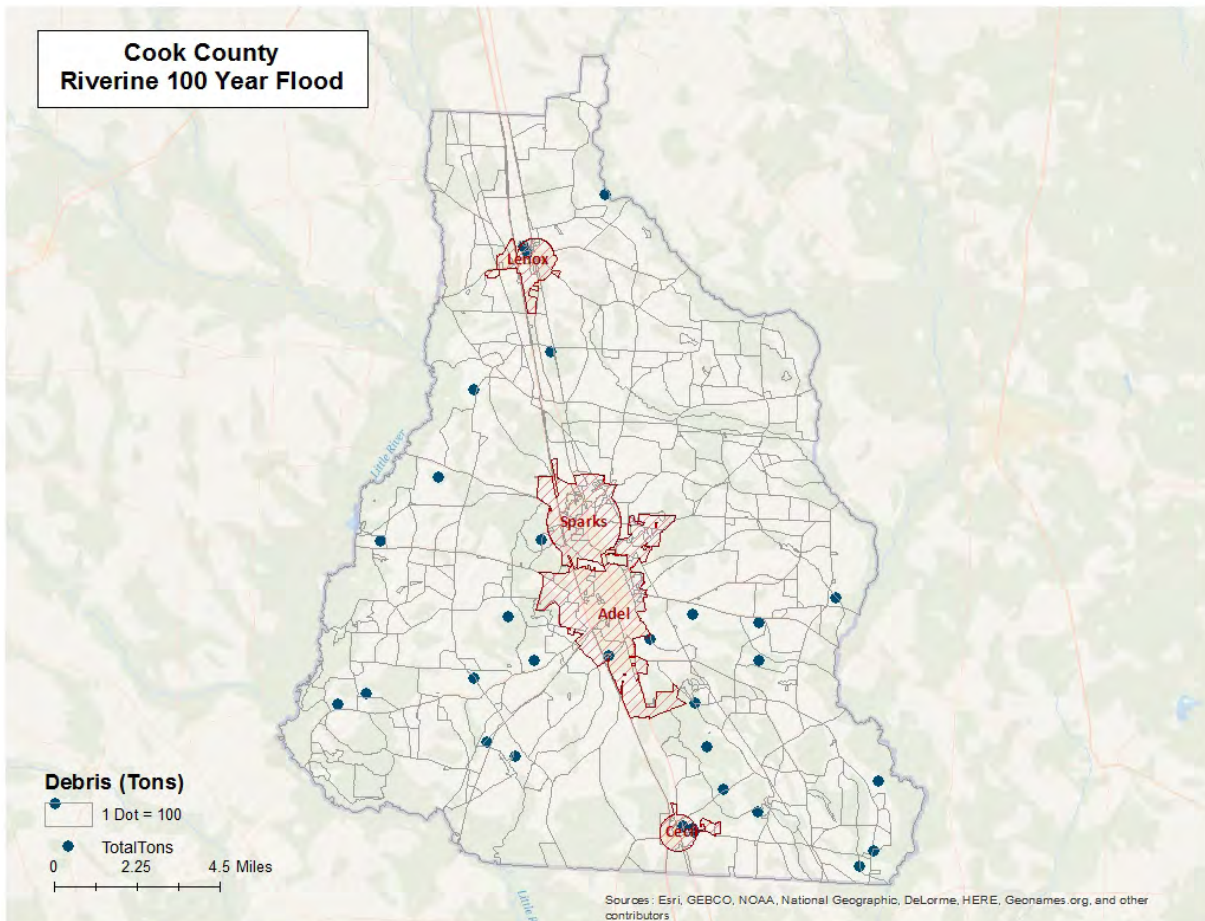 Cook County
Riverine 100 Year Flood
Lenox
Little River
Sparks
Adel
Debris (Tons)
1 Dot = 100
TotalTons
0 2.25 4.5 Miles
Little
Sources: Esri, GEBCO, NOAA, National Geographic, DeLorme, HERE, Geonames.org, and other
contributors